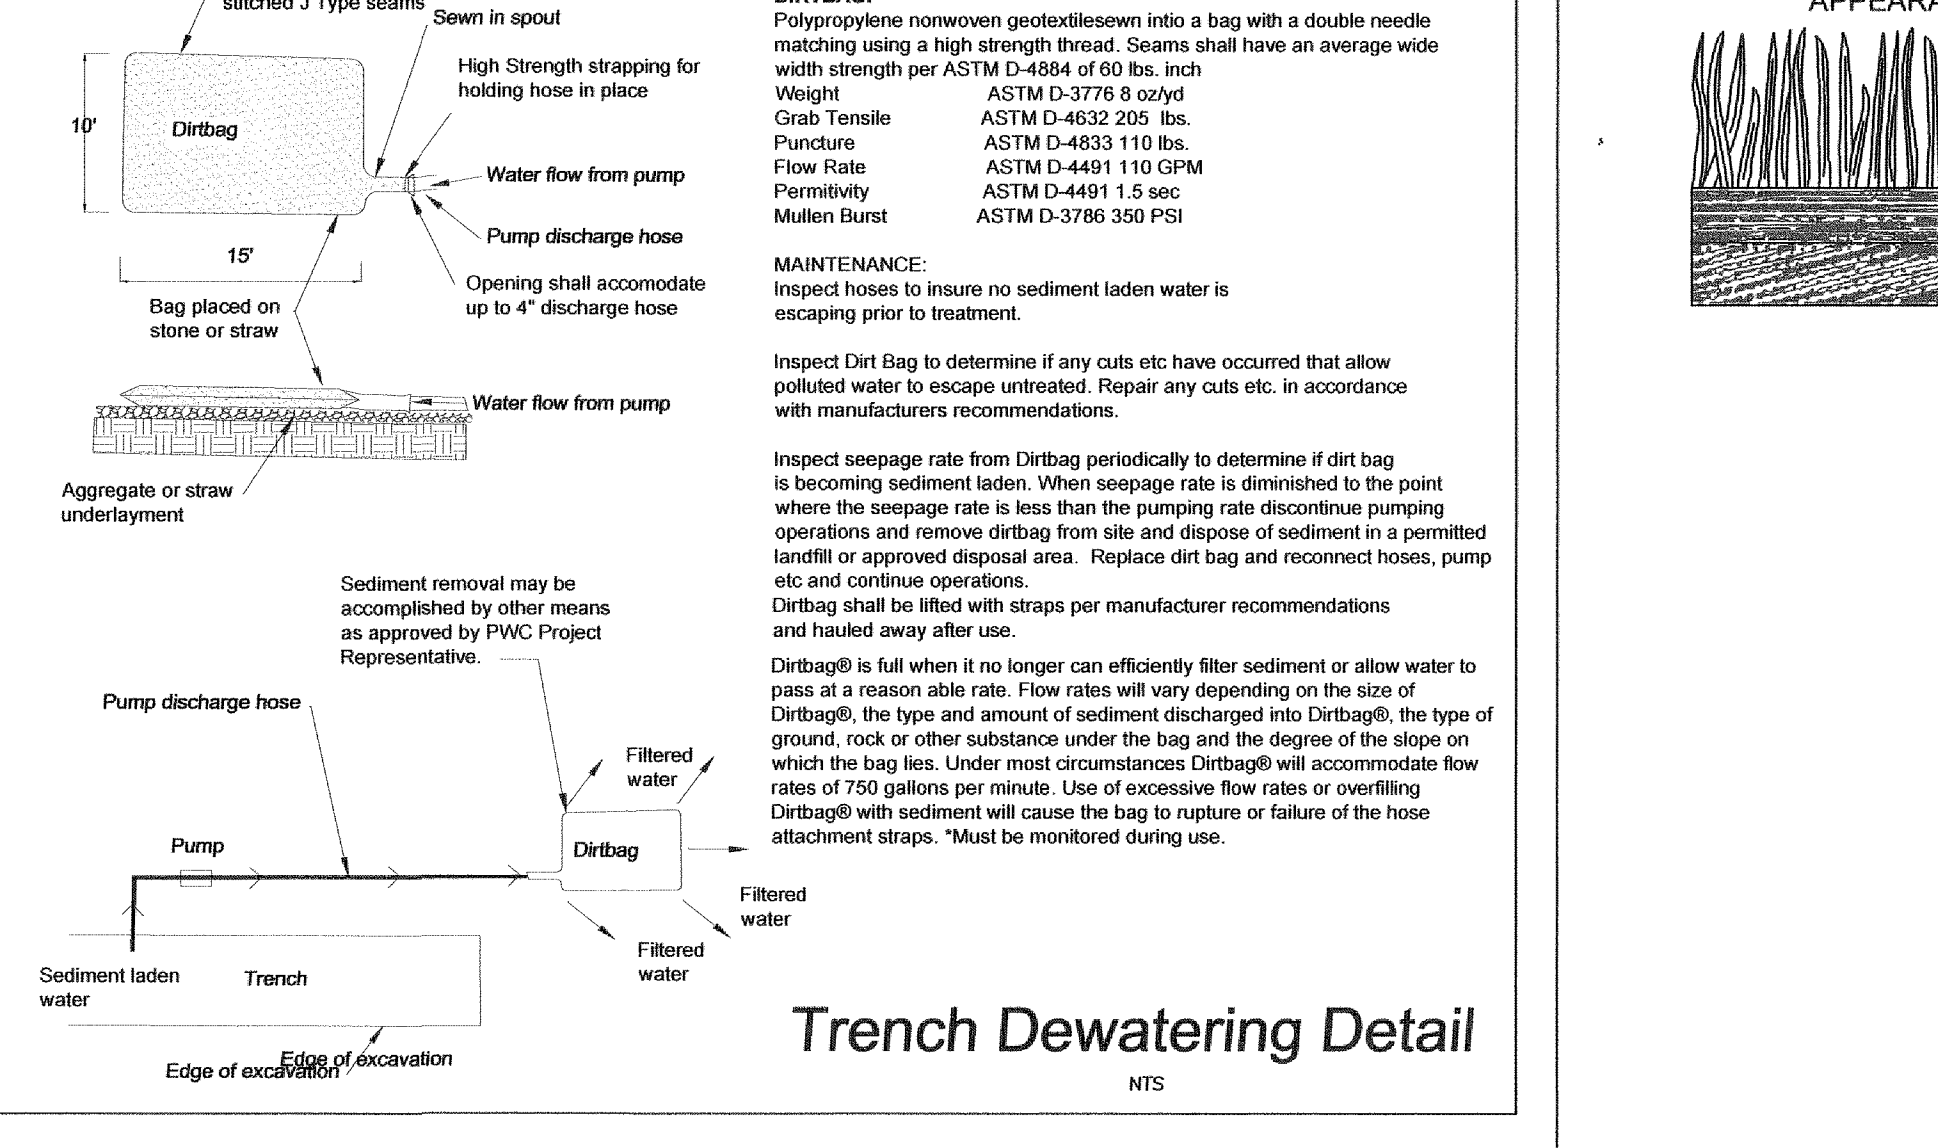 stitched J Type seams
Sewn in spout
High Strength strapping for
holding hose in place
10'
Dirtbag
Water flow from pump
Pump discharge hose
15'
Opening shall accomodate
up to 4" discharge hose
Bag placed on
stone or straw
Water flow from pump
Aggregate or straw
underlayment
Sediment removal may be
accomplished by other means
as approved by PWC Project
Representative.
Pump discharge hose
Filtered
water
Pump
Dirtbag
Filtered
water
Filtered
water
Sediment laden
water
Trench
Edge of excavation
Edge of excavation
DIRTBAG:
Polypropylene nonwoven geotextilesewn intio a bag with a double needle
matching using a high strength thread. Seams shall have an average wide
width strength per ASTM D-4884 of 60 lbs. inch
Weight ASTM D-3776 8 oz/yd
Grab Tensile ASTM D-4632 205 lbs.
Puncture ASTM D-4833 110 lbs.
Flow Rate ASTM D-4491 110 GPM
Permitivity ASTM D-4491 1.5 sec
Mullen Burst ASTM D-3786 350 PSI
MAINTENANCE:
Inspect hoses to insure no sediment laden water is
escaping prior to treatment.
Inspect Dirt Bag to determine if any cuts etc have occurred that allow
polluted water to escape untreated. Repair any cuts etc. in accordance
with manufacturers recommendations.
Inspect seepage rate from Dirtbag periodically to determine if dirt bag
is becoming sediment laden. When seepage rate is diminished to the point
where the seepage rate is less than the pumping rate discontinue pumping
operations and remove dirtbag from site and dispose of sediment in a permitted
landfill or approved disposal area. Replace dirt bag and reconnect hoses, pump
etc and continue operations.
Dirtbag shall be lifted with straps per manufacturer recommendations
and hauled away after use.
Dirtbag® is full when it no longer can efficiently filter sediment or allow water to
pass at a reason able rate. Flow rates will vary depending on the size of
Dirtbag®, the type and amount of sediment discharged into Dirtbag®, the type of
ground, rock or other substance under the bag and the degree of the slope on
which the bag lies. Under most circumstances Dirtbag® will accommodate flow
rates of 750 gallons per minute. Use of excessive flow rates or overfilling
Dirtbag® with sediment will cause the bag to rupture or failure of the hose
attachment straps. *Must be monitored during use.
Trench Dewatering Detail
NTS